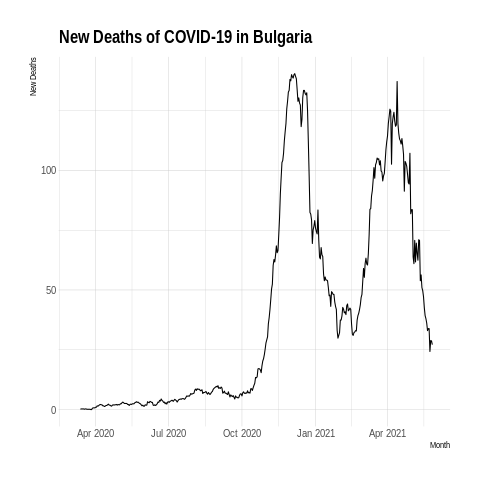 New Deaths of COVID-19 in Bulgaria
New Deaths
100
50
0
Apr 2020 Jul 2020 Oct 2020 Jan 2021 Apr 2021
Month